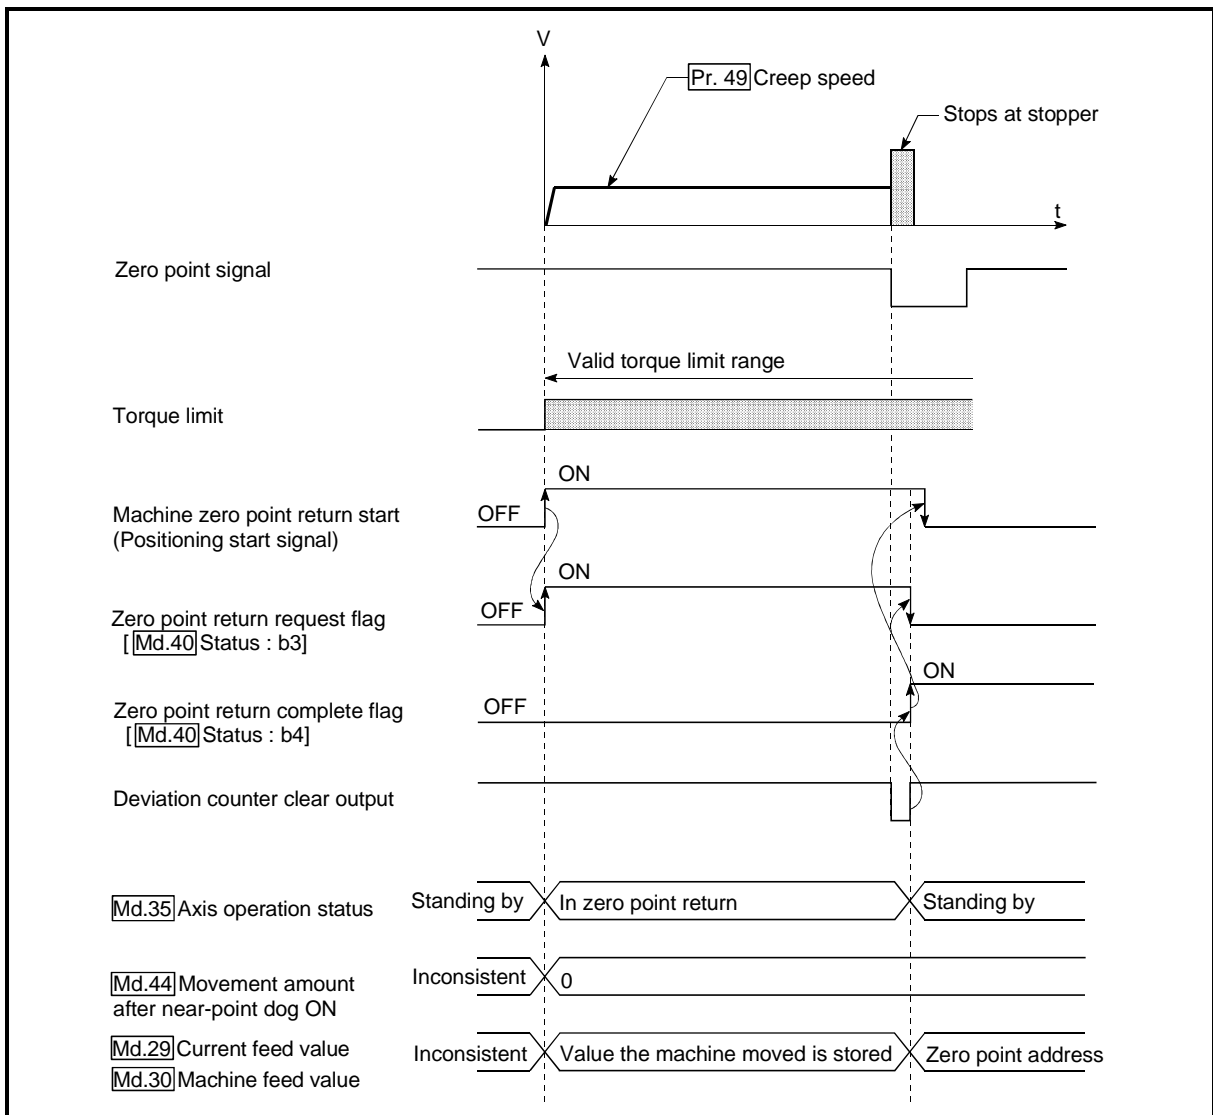 V
Pr. 49 Creep speed
Stops at stopper
t
Zero point signal
Valid torque limit range
Torque limit
ON
OFF
Machine zero point return start
(Positioning start signal)
ON
OFF
Zero point return request flag
[ Md.40 Status : b3]
ON
OFF
Zero point return complete flag
[ Md.40 Status : b4]
Deviation counter clear output
Md.35 Axis operation status
Standing by
In zero point return
Standing by
Md.44 Movement amount
after near-point dog ON
Inconsistent
0
Md.29 Current feed value
Md.30 Machine feed value
Inconsistent
Value the machine moved is stored
Zero point address